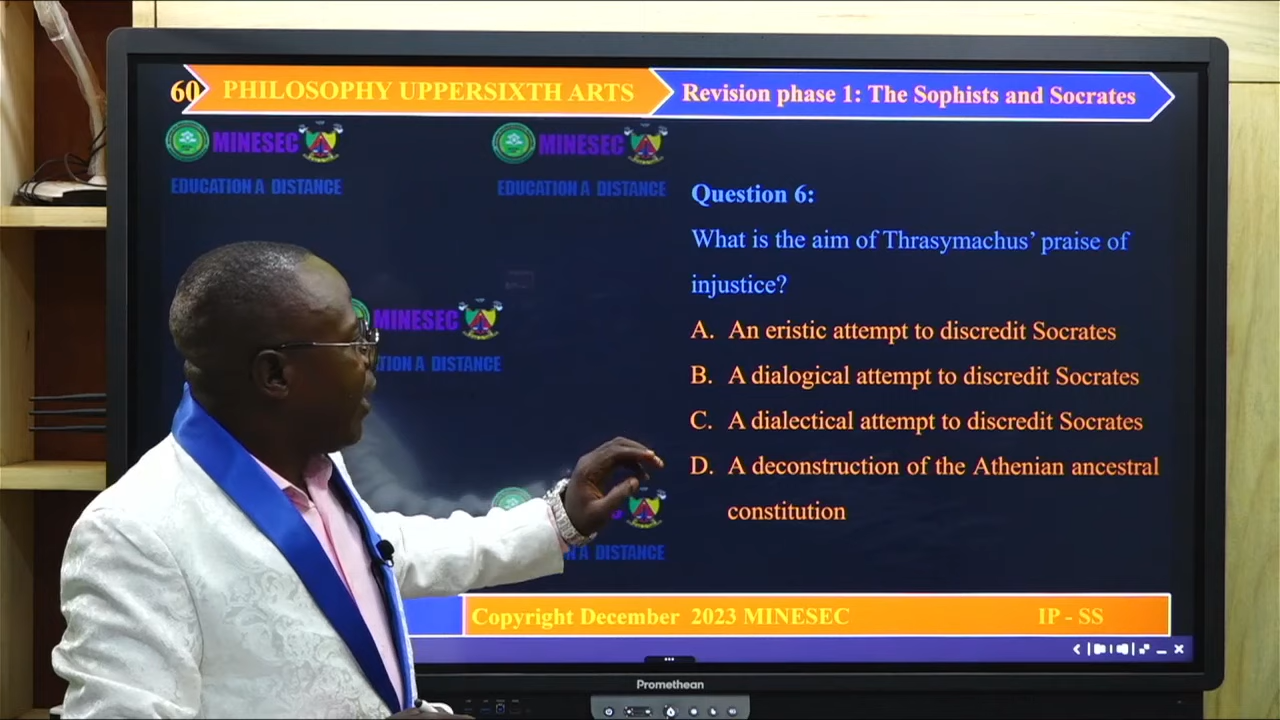 60 PHILOSOPHY UPPERSIXTH ARTS Revision phase 1: The Sophists and Socrates
MINESEC MINESEC
EDUCATION A DISTANCE EDUCATION A DISTANCE
Question 6:
What is the aim of Thrasymachus' praise of
injustice?
MINESEC
TION A DISTANCE
A. An eristic attempt to discredit Socrates
B. A dialogical attempt to discredit Socrates
C. A dialectical attempt to discredit Socrates
D. A deconstruction of the Athenian ancestral
constitution
N A DISTANCE
Copyright December 2023 MINESEC IP - SS
Promethean